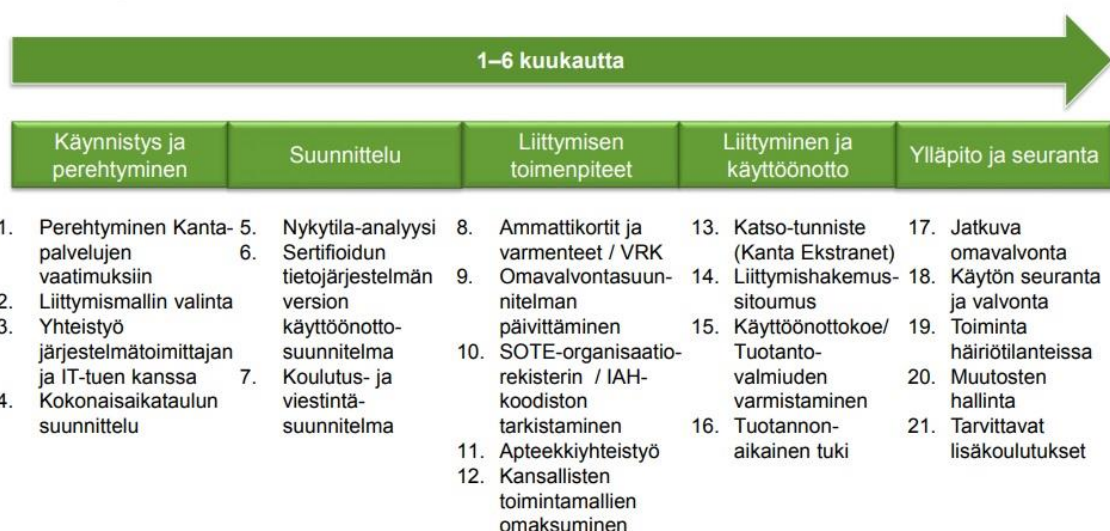 1–6 kuukautta
Käynnistys ja
perehtyminen
Suunnittelu
Liittymisen
toimenpiteet
Liittyminen ja
käyttöönotto
Ylläpito ja seuranta
1. Perehtyminen Kanta-
palvelujen
vaatimuksiin
2. Liittymismallin valinta
3. Yhteistyö
järjestelmätoimittajan
ja IT-tuen kanssa
4. Kokonaisaikataulun
suunnittelu
5. Nykytila-analyysi
6. Sertifioidun
tietojärjestelmän
version
käyttöönotto-
suunnitelma
7. Koulutus- ja
viestintä-
suunnitelma
8. Ammattikortit ja
varmenteet / VRK
9. Omavalvontasuun-
nitelman
päivittäminen
10. SOTE-organisaatio-
rekisterin / IAH-
koodiston
tarkistaminen
11. Apteekkiyhteistyö
12. Kansallisten
toimintamallien
omaksuminen
13. Katso-tunniste
(Kanta Ekstranet)
14. Liittymishakemus-
sitoumus
15. Käyttöönottokoe/
Tuotanto-
valmiuden
varmistaminen
16. Tuotannon-
aikainen tuki
17. Jatkuva
omavalvonta
18. Käytön seuranta
ja valvonta
19. Toiminta
häiriötilanteissa
20. Muutosten
hallinta
21. Tarvittavat
lisäkoulutukset